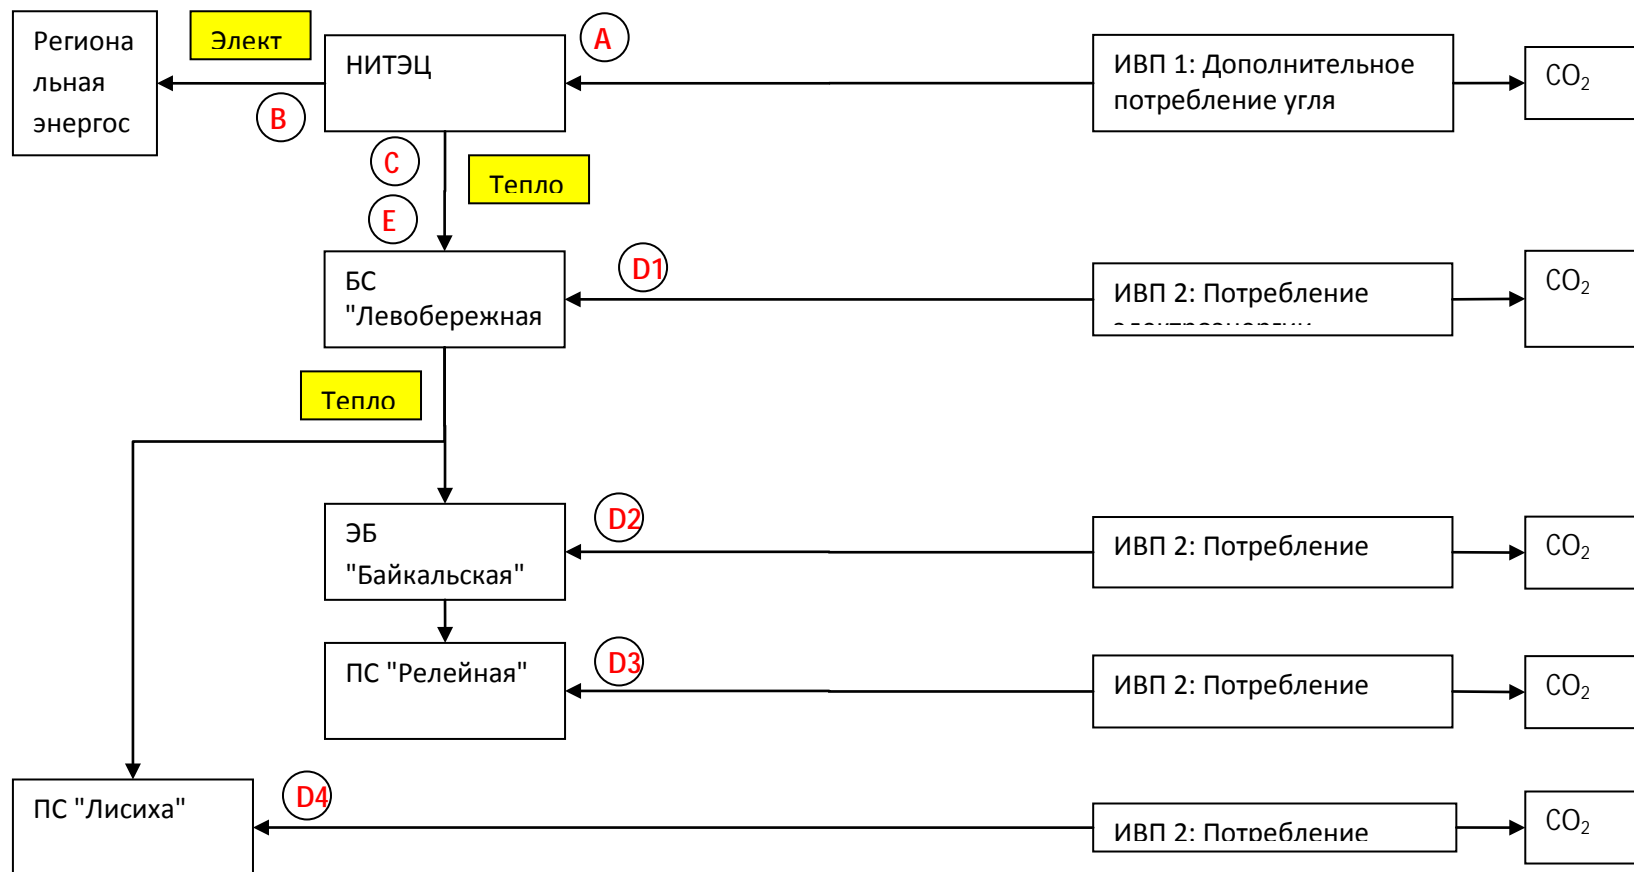 Региона
льная
энергос
Элект
НИТЭЦ
A
ИВП 1: Дополнительное
потребление угля
CO₂
B
C
Тепло
E
БС
"Левобережная
D1
ИВП 2: Потребление
CO₂
Тепло
ЭБ
"Байкальская"
D2
ИВП 2: Потребление
CO₂
ПС "Релейная"
D3
ИВП 2: Потребление
CO₂
ПС "Лисиха"
D4
ИВП 2: Потребление
CO₂